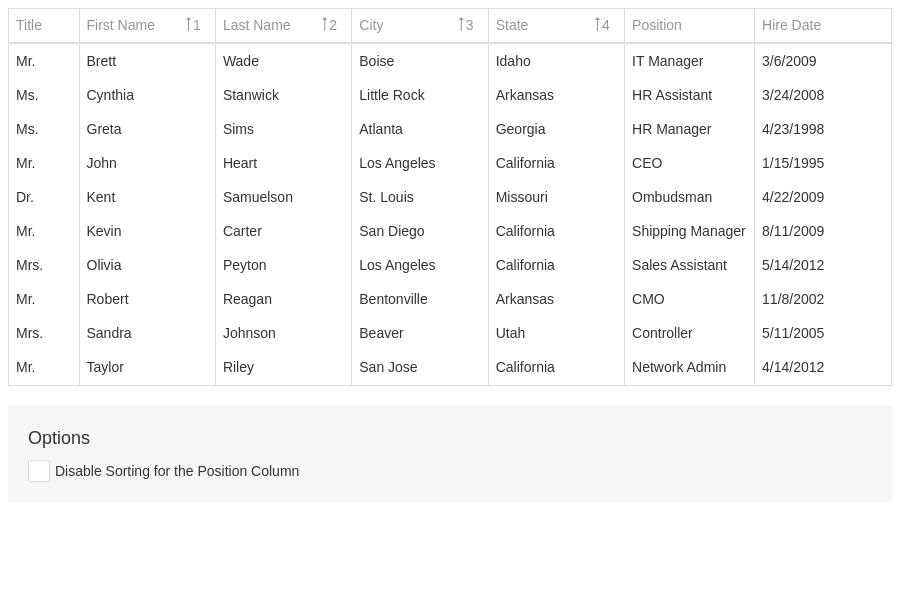 Title First Name ↑1 Last Name ↑2 City ↑3 State ↑4 Position Hire Date
Mr. Brett Wade Boise Idaho IT Manager 3/6/2009
Ms. Cynthia Stanwick Little Rock Arkansas HR Assistant 3/24/2008
Ms. Greta Sims Atlanta Georgia HR Manager 4/23/1998
Mr. John Heart Los Angeles California CEO 1/15/1995
Dr. Kent Samuelson St. Louis Missouri Ombudsman 4/22/2009
Mr. Kevin Carter San Diego California Shipping Manager 8/11/2009
Mrs. Olivia Peyton Los Angeles California Sales Assistant 5/14/2012
Mr. Robert Reagan Bentonville Arkansas CMO 11/8/2002
Mrs. Sandra Johnson Beaver Utah Controller 5/11/2005
Mr. Taylor Riley San Jose California Network Admin 4/14/2012
Options
Disable Sorting for the Position Column